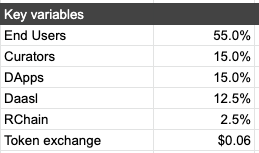 Key variables
End Users 55.0%
Curators 15.0%
DApps 15.0%
Daasl 12.5%
RChain 2.5%
Token exchange $0.06